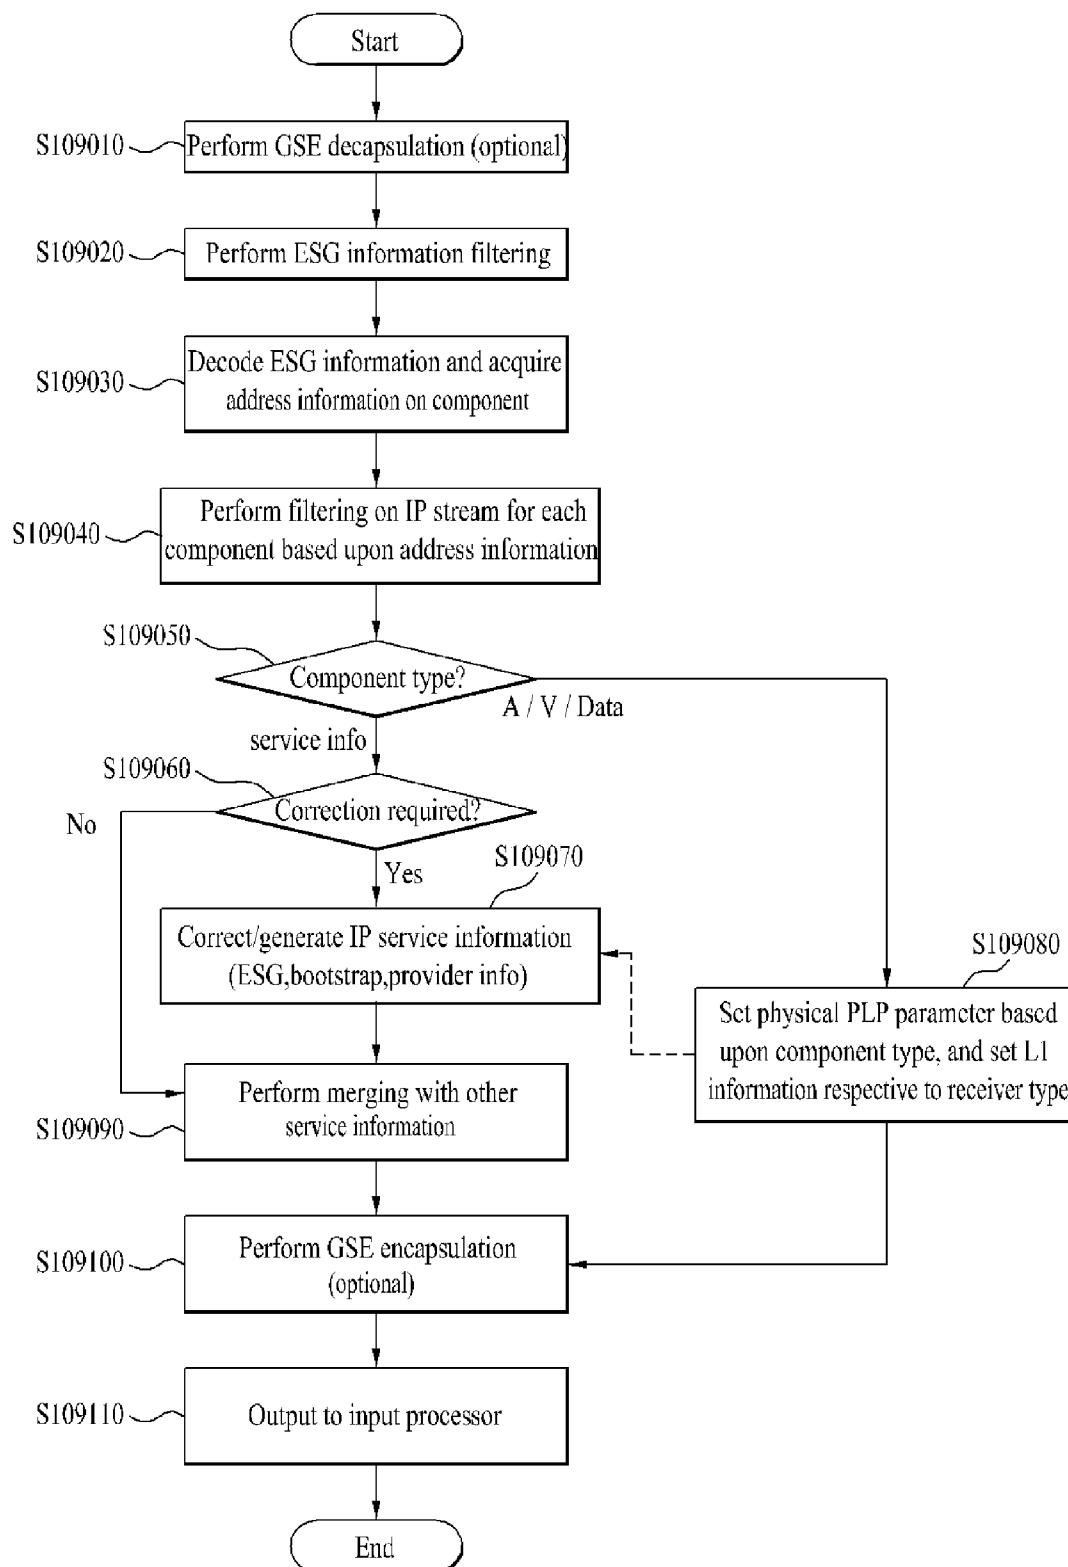 Start
S109010
Perform GSE decapsulation (optional)
S109020
Perform ESG information filtering
S109030
Decode ESG information and acquire
address information on component
S109040
Perform filtering on IP stream for each
component based upon address information
S109050
Component type?
A / V / Data
service info
S109060
Correction required?
No
Yes
S109070
Correct/generate IP service information
(ESG,bootstrap,provider info)
S109080
Set physical PLP parameter based
upon component type, and set L1
information respective to receiver type
Perform merging with other
service information
S109090
Perform GSE encapsulation
(optional)
S109100
S109110
Output to input processor
End